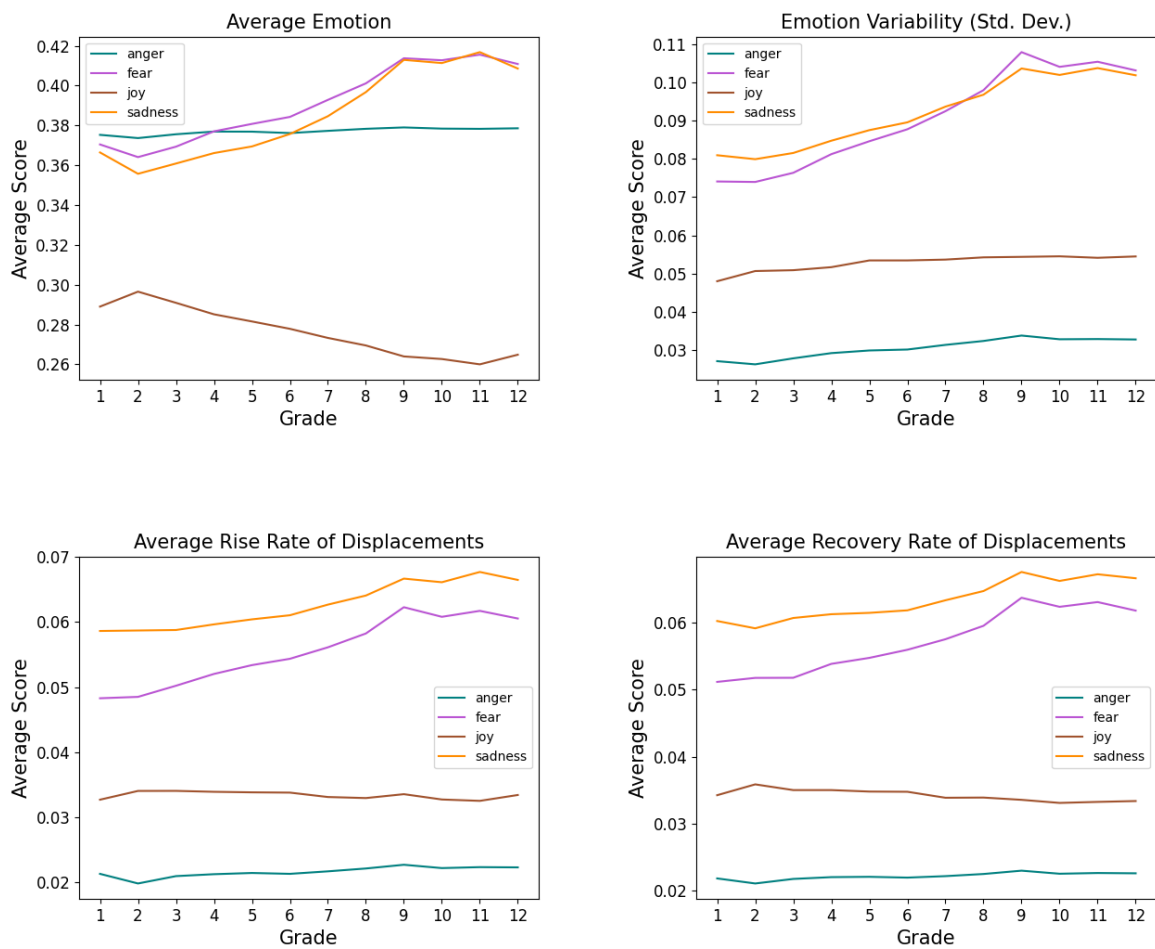 Average Emotion
0.42
0.40
0.38
0.36
0.34
0.32
0.30
0.28
0.26
Average Score
anger
fear
joy
sadness
1 2 3 4 5 6 7 8 9 10 11 12
Grade
Emotion Variability (Std. Dev.)
0.11
0.10
0.09
0.08
0.07
0.06
0.05
0.04
0.03
Average Score
anger
fear
joy
sadness
1 2 3 4 5 6 7 8 9 10 11 12
Grade
Average Rise Rate of Displacements
0.07
0.06
0.05
0.04
0.03
0.02
Average Score
anger
fear
joy
sadness
1 2 3 4 5 6 7 8 9 10 11 12
Grade
Average Recovery Rate of Displacements
0.06
0.05
0.04
0.03
0.02
Average Score
anger
fear
joy
sadness
1 2 3 4 5 6 7 8 9 10 11 12
Grade